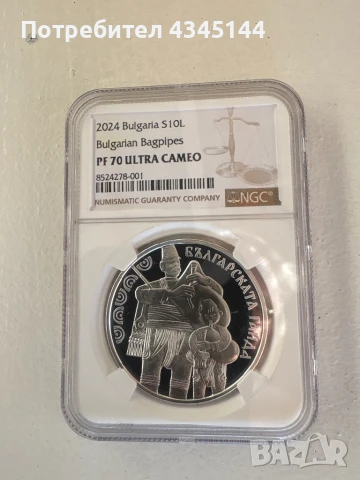 Потребител 4345144
2024 Bulgaria S10L
Bulgarian Bagpipes
PF 70 ULTRA CAMEO
8524278-001
NUMISMATIC GUARANTY COMPANY
NGC
БЪЛГАРСКАТА ГАЙДА
BAZAR